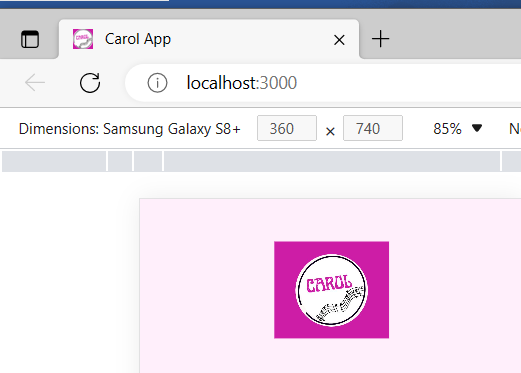 Carol App
localhost:3000
Dimensions: Samsung Galaxy S8+ 360 × 740 85%
CAROL